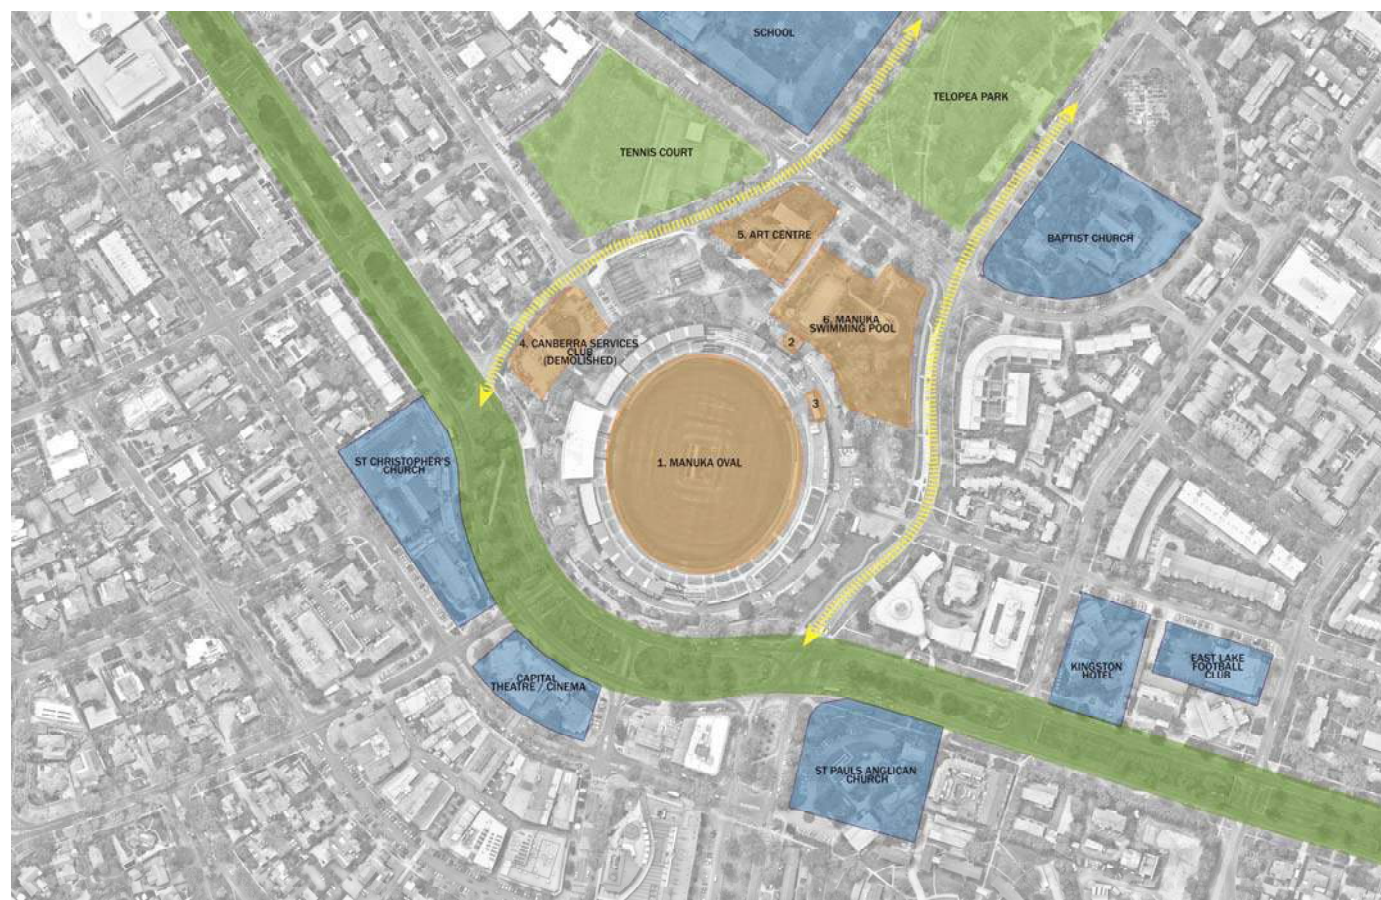 SCHOOL
TELOPEA PARK
TENNIS COURT
5. ART CENTRE
BAPTIST CHURCH
6. MANUKA
SWIMMING POOL
4. CANBERRA SERVICES
CLUB
(DEMOLISHED)
2
3
1. MANUKA OVAL
ST CHRISTOPHER'S
CHURCH
CAPITAL
THEATRE / CINEMA
KINGSTON
HOTEL
EAST LAKE
FOOTBALL
CLUB
ST PAULS ANGLICAN
CHURCH